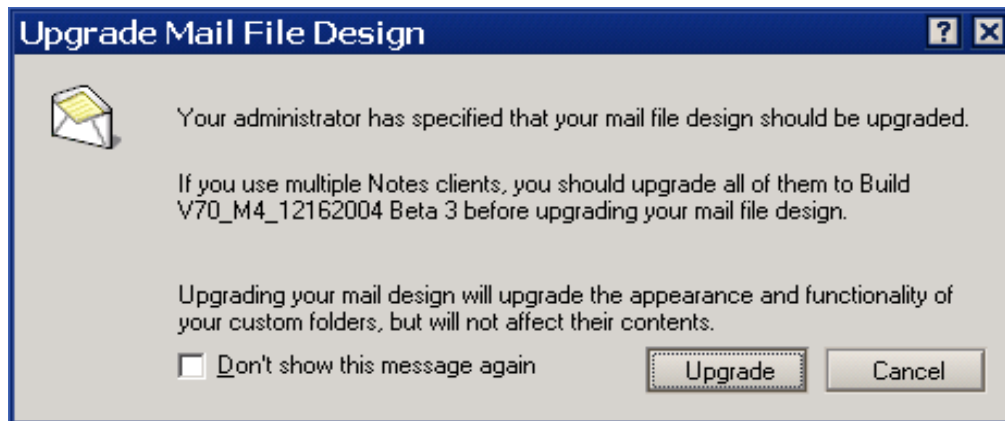 Upgrade Mail File Design
Your administrator has specified that your mail file design should be upgraded.
If you use multiple Notes clients, you should upgrade all of them to Build
V70_M4_12162004 Beta 3 before upgrading your mail file design.
Upgrading your mail design will upgrade the appearance and functionality of
your custom folders, but will not affect their contents.
Don't show this message again
Upgrade
Cancel